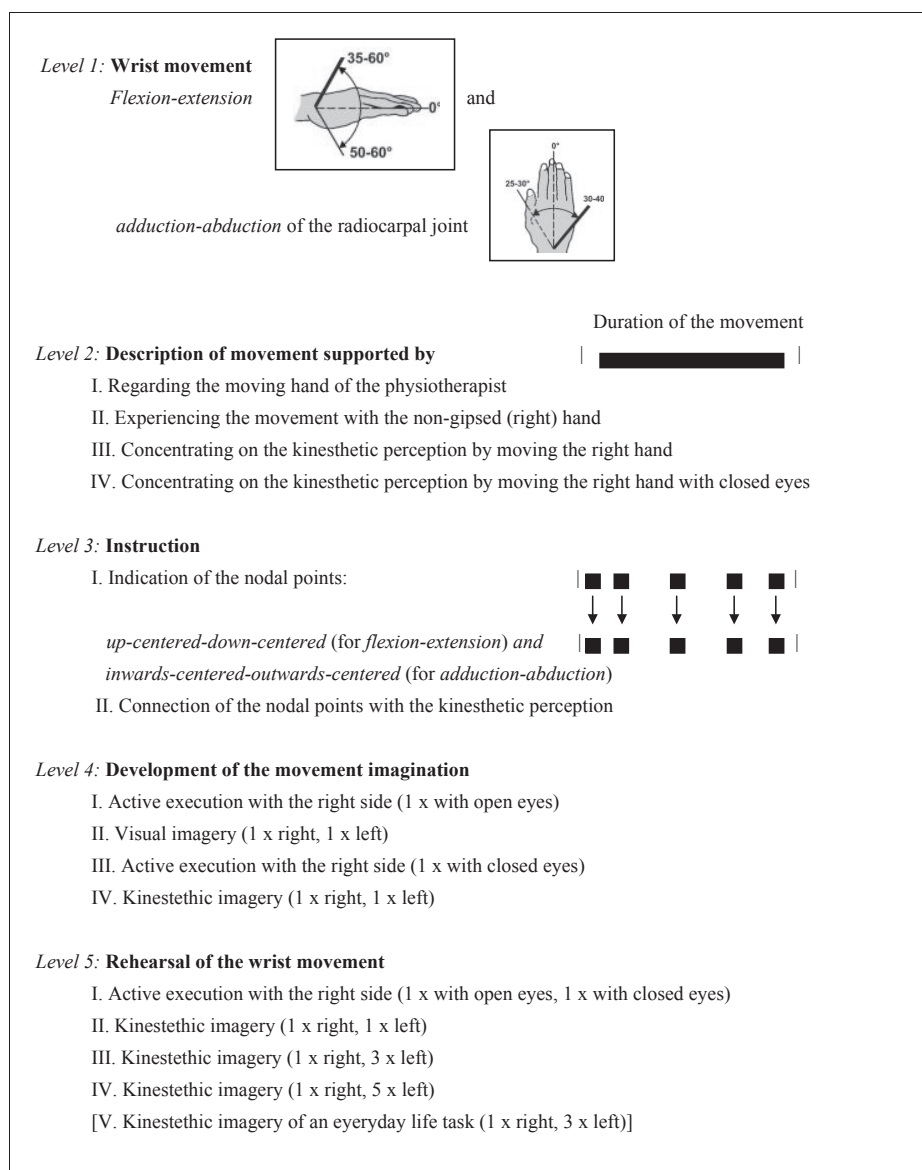 Level 1: Wrist movement
Flexion-extension
35-60°
0°
50-60°
and
0°
25-30°
30-40
adduction-abduction of the radiocarpal joint
Duration of the movement
Level 2: Description of movement supported by
I. Regarding the moving hand of the physiotherapist
II. Experiencing the movement with the non-gipsed (right) hand
III. Concentrating on the kinesthetic perception by moving the right hand
IV. Concentrating on the kinesthetic perception by moving the right hand with closed eyes
Level 3: Instruction
I. Indication of the nodal points:
up-centered-down-centered (for flexion-extension) and
inwards-centered-outwards-centered (for adduction-abduction)
II. Connection of the nodal points with the kinesthetic perception
Level 4: Development of the movement imagination
I. Active execution with the right side (1 x with open eyes)
II. Visual imagery (1 x right, 1 x left)
III. Active execution with the right side (1 x with closed eyes)
IV. Kinestethic imagery (1 x right, 1 x left)
Level 5: Rehearsal of the wrist movement
I. Active execution with the right side (1 x with open eyes, 1 x with closed eyes)
II. Kinestethic imagery (1 x right, 1 x left)
III. Kinestethic imagery (1 x right, 3 x left)
IV. Kinestethic imagery (1 x right, 5 x left)
[V. Kinestethic imagery of an eyeryday life task (1 x right, 3 x left)]